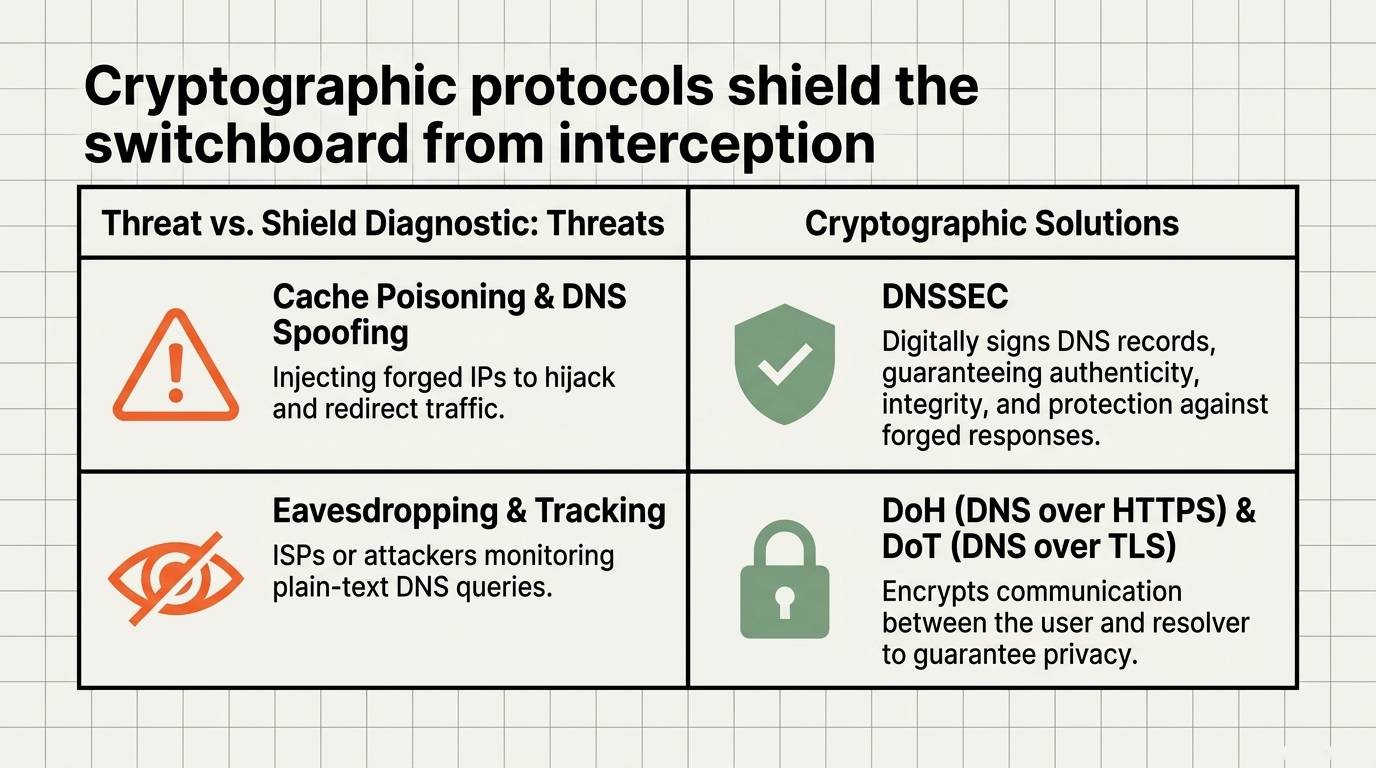 Cryptographic protocols shield the
switchboard from interception
Threat vs. Shield Diagnostic: Threats
Cryptographic Solutions
Cache Poisoning & DNS
Spoofing
Injecting forged IPs to hijack
and redirect traffic.
DNSSEC
Digitally signs DNS records,
guaranteeing authenticity,
integrity, and protection against
forged responses.
Eavesdropping & Tracking
ISPs or attackers monitoring
plain-text DNS queries.
DoH (DNS over HTTPS) &
DoT (DNS over TLS)
Encrypts communication
between the user and resolver
to guarantee privacy.